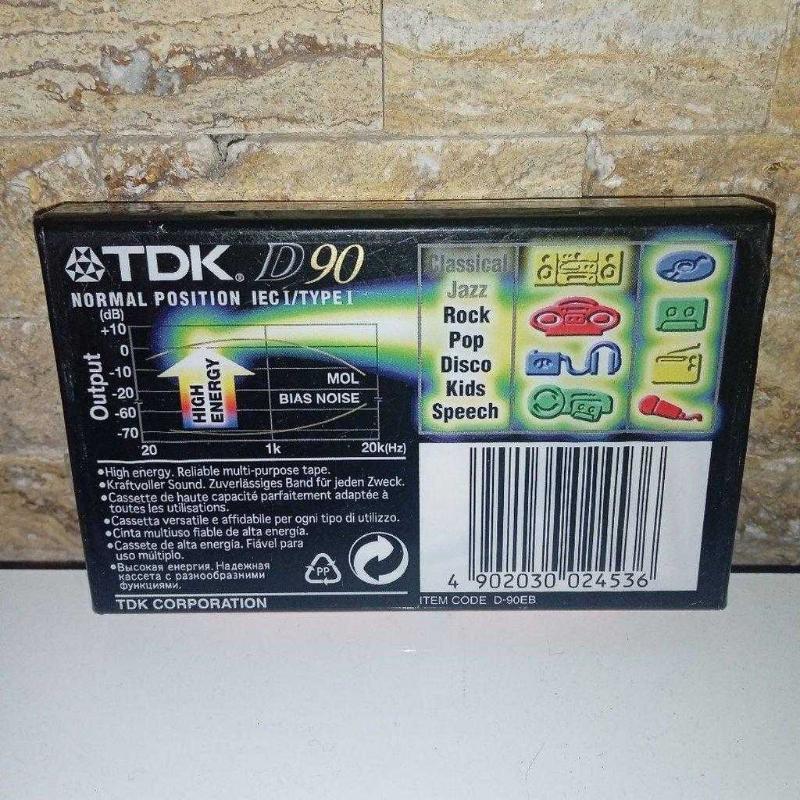 TDK® D90
NORMAL POSITION IEC I/TYPE I
(dB)
+10
0
-10
-20
-60
-70
Output
HIGH ENERGY
MOL
BIAS NOISE
20 1k 20k(Hz)
Classical
Jazz
Rock
Pop
Disco
Kids
Speech
•High energy. Reliable multi-purpose tape.
•Kraftvoller Sound. Zuverlässiges Band für jeden Zweck.
•Cassette de haute capacité parfaitement adaptée à
toutes les utilisations.
•Cassetta versatile e affidabile per ogni tipo di utilizzo.
•Cinta multiuso fiable de alta energía.
•Cassete de alta energia. Fiável para
uso múltiplo.
•Высокая энергия. Надежная
кассета с разнообразными
функциями.
PP
TDK CORPORATION
4 902030 024536
ITEM CODE D-90EB